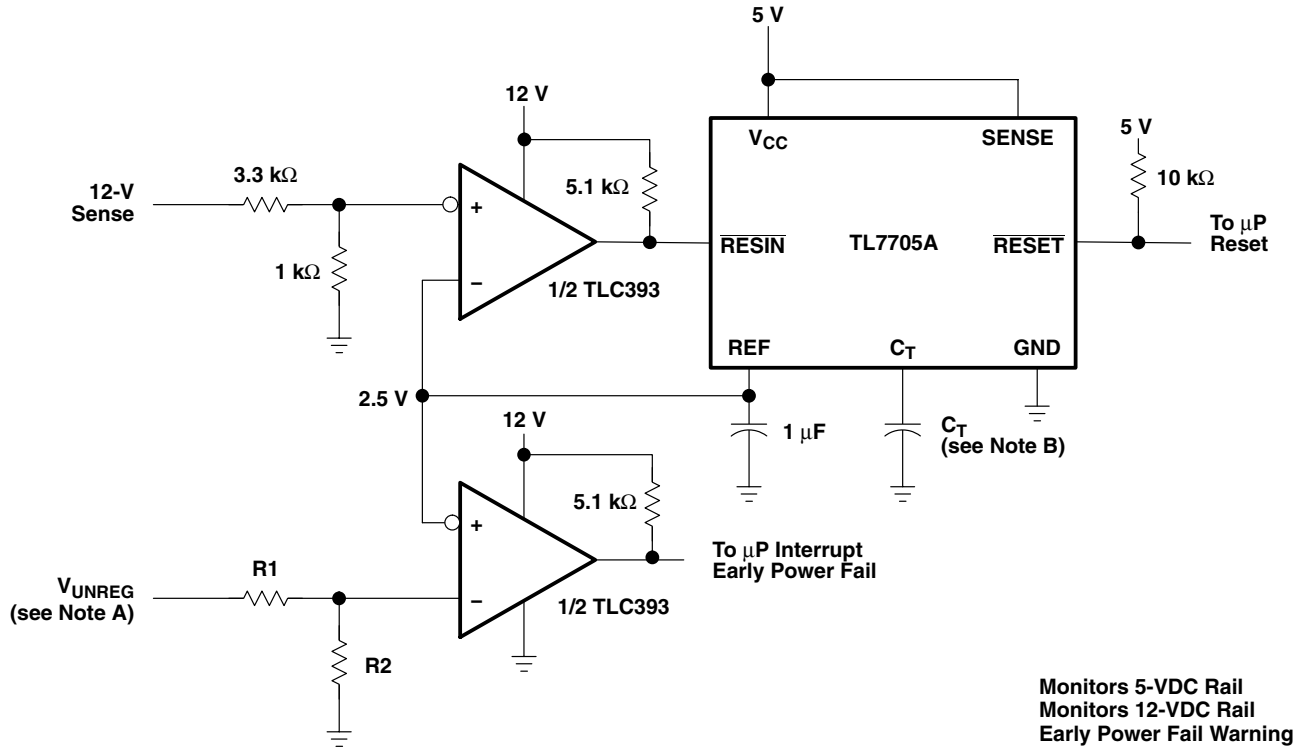 5 V
12 V
VCC
SENSE
5 V
3.3 kΩ
5.1 kΩ
10 kΩ
12-V
Sense
+
RESIN
TL7705A
RESET
To μP
Reset
1 kΩ
–
1/2 TLC393
REF
CT
GND
2.5 V
12 V
1 μF
CT
(see Note B)
5.1 kΩ
+
To μP Interrupt
Early Power Fail
VUNREG
(see Note A)
R1
–
1/2 TLC393
R2
Monitors 5-VDC Rail
Monitors 12-VDC Rail
Early Power Fail Warning